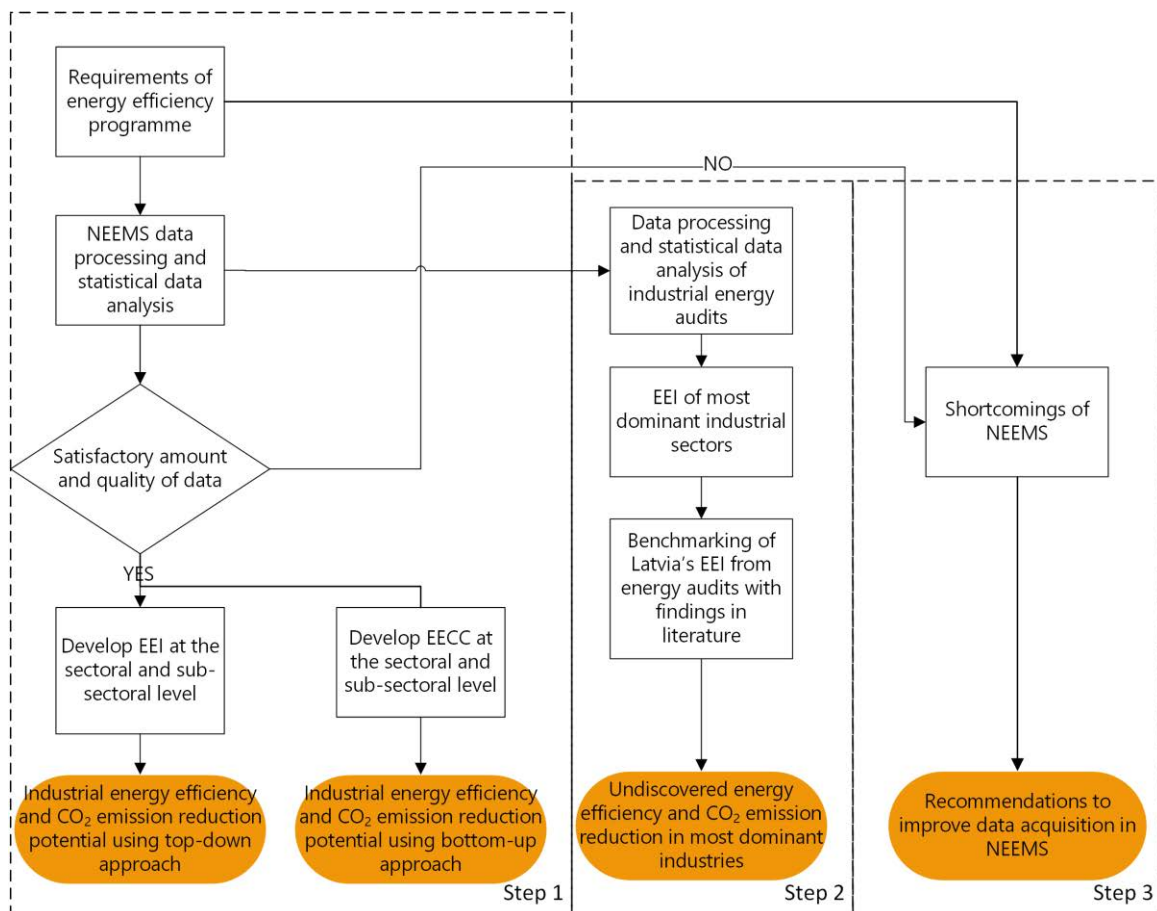 Requirements of
energy efficiency
programme
NEEMS data
processing and
statistical data
analysis
Satisfactory amount
and quality of data
NO
YES
Develop EEI at the
sectoral and sub-
sectoral level
Develop EECC at
the sectoral and
sub-sectoral level
Industrial energy efficiency
and CO₂ emission reduction
potential using top-down
approach
Industrial energy efficiency
and CO₂ emission reduction
potential using bottom-up
approach
Step 1
Data processing
and statistical data
analysis of
industrial energy
audits
EEI of most
dominant industrial
sectors
Benchmarking of
Latvia's EEI from
energy audits with
findings in
literature
Undiscovered energy
efficiency and CO₂ emission
reduction in most dominant
industries
Step 2
Shortcomings of
NEEMS
Recommendations to
improve data acquisition in
NEEMS
Step 3